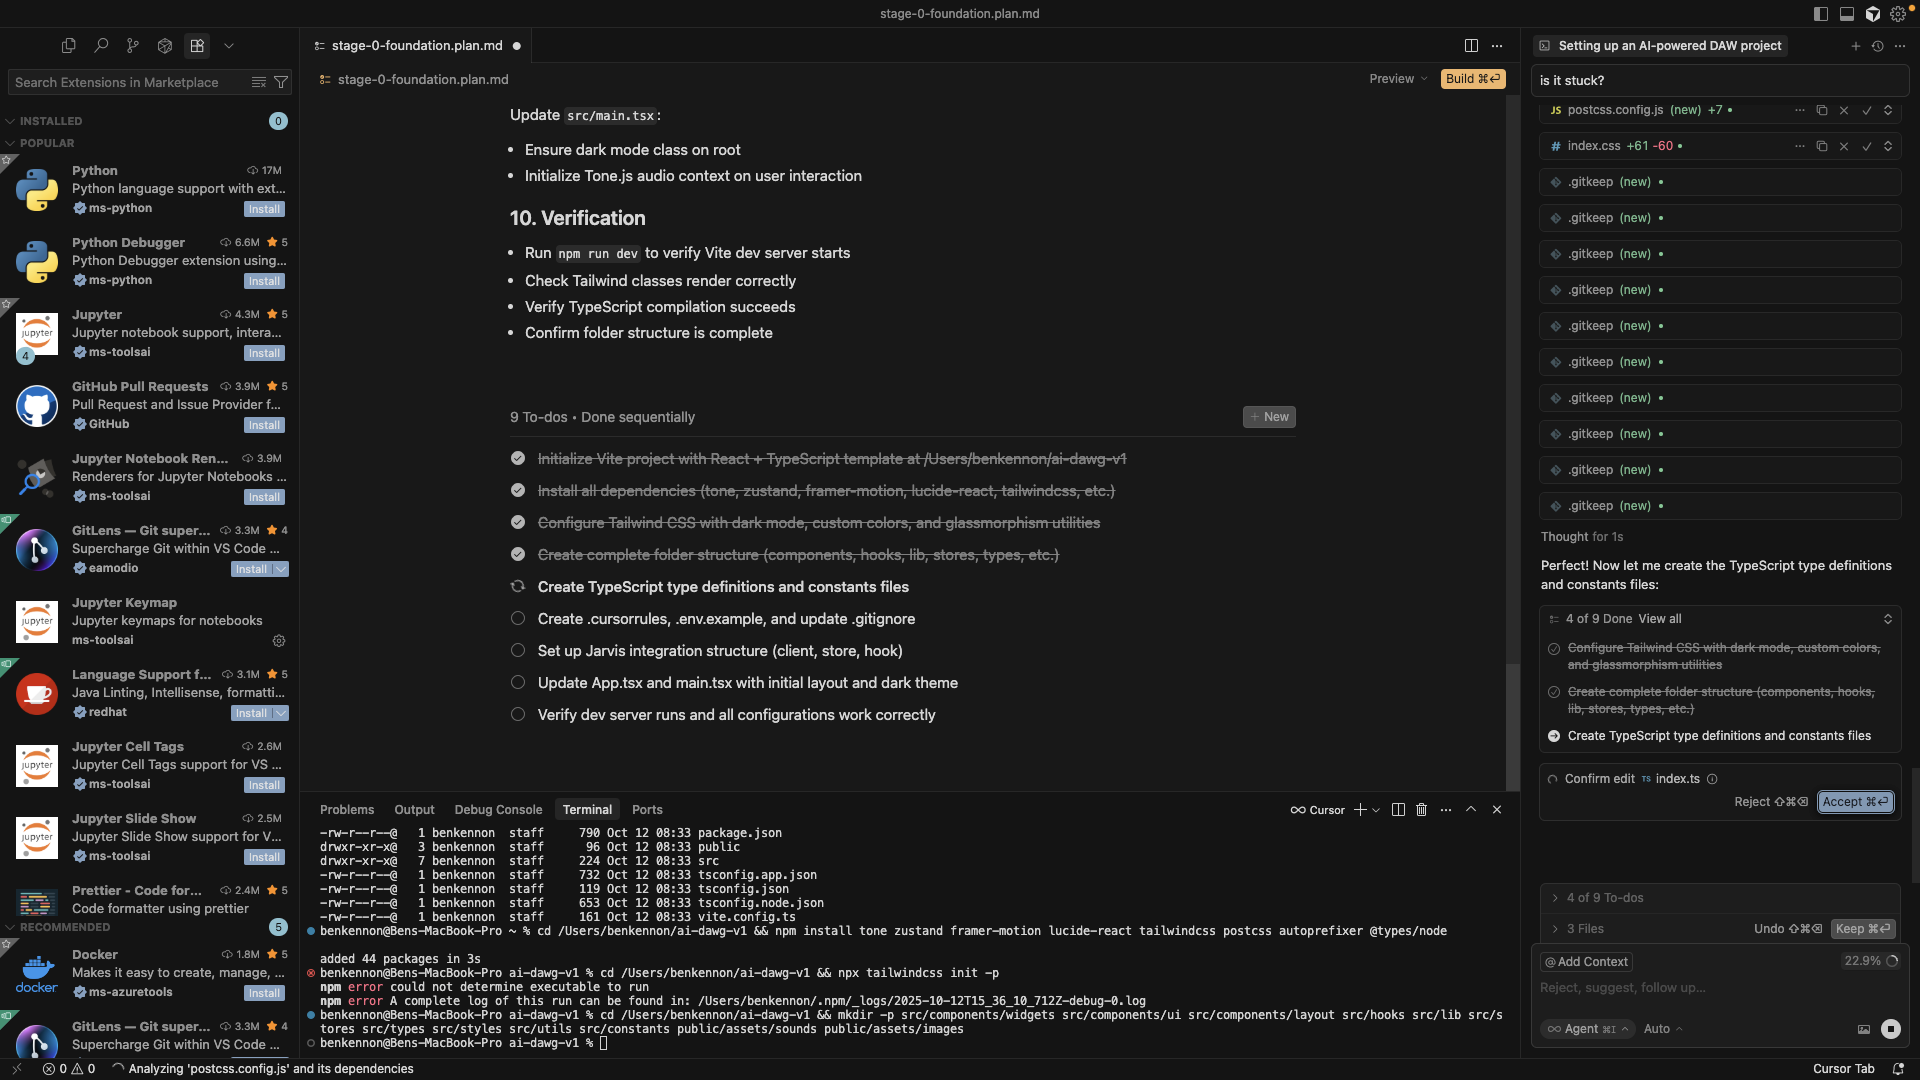 stage-0-foundation.plan.md
Search Extensions in Marketplace
INSTALLED
0
POPULAR
Python
17M
Python language support with ext...
ms-python
Install
Python Debugger
6.6M
5
Python Debugger extension using...
ms-python
Install
Jupyter
4.3M
5
Jupyter notebook support, intera...
ms-toolsai
Install
4
GitHub Pull Requests
3.9M
5
Pull Request and Issue Provider f...
GitHub
Install
Jupyter Notebook Ren...
3.9M
Renderers for Jupyter Notebooks ...
ms-toolsai
Install
GitLens — Git super...
3.3M
4
Supercharge Git within VS Code ...
eamodio
Install
Jupyter Keymap
Jupyter keymaps for notebooks
ms-toolsai
Language Support f...
3.1M
5
Java Linting, Intellisense, formatti...
redhat
Install
Jupyter Cell Tags
2.6M
Jupyter Cell Tags support for VS ...
ms-toolsai
Install
Jupyter Slide Show
2.5M
Jupyter Slide Show support for V...
ms-toolsai
Install
Prettier - Code for...
2.4M
5
Code formatter using prettier
RECOMMENDED
5
Docker
1.8M
5
Makes it easy to create, manage, ...
ms-azuretools
Install
docker
GitLens — Git super...
3.3M
4
Supercharge Git within VS Code ...
stage-0-foundation.plan.md
stage-0-foundation.plan.md
Preview
Build ⌘⏎
Update src/main.tsx:
• Ensure dark mode class on root
• Initialize Tone.js audio context on user interaction
10. Verification
• Run npm run dev to verify Vite dev server starts
• Check Tailwind classes render correctly
• Verify TypeScript compilation succeeds
• Confirm folder structure is complete
9 To-dos • Done sequentially
+ New
Initialize Vite project with React + TypeScript template at /Users/benkennon/ai-dawg-v1
Install all dependencies (tone, zustand, framer-motion, lucide-react, tailwindcss, etc.)
Configure Tailwind CSS with dark mode, custom colors, and glassmorphism utilities
Create complete folder structure (components, hooks, lib, stores, types, etc.)
Create TypeScript type definitions and constants files
Create .cursorrules, .env.example, and update .gitignore
Set up Jarvis integration structure (client, store, hook)
Update App.tsx and main.tsx with initial layout and dark theme
Verify dev server runs and all configurations work correctly
Problems
Output
Debug Console
Terminal
Ports
Cursor
-rw-r--r--@ 1 benkennon staff 790 Oct 12 08:33 package.json
drwxr-xr-x@ 3 benkennon staff 96 Oct 12 08:33 public
drwxr-xr-x@ 7 benkennon staff 224 Oct 12 08:33 src
-rw-r--r--@ 1 benkennon staff 732 Oct 12 08:33 tsconfig.app.json
-rw-r--r--@ 1 benkennon staff 119 Oct 12 08:33 tsconfig.json
-rw-r--r--@ 1 benkennon staff 653 Oct 12 08:33 tsconfig.node.json
-rw-r--r--@ 1 benkennon staff 161 Oct 12 08:33 vite.config.ts
benkennon@Bens-MacBook-Pro ~ % cd /Users/benkennon/ai-dawg-v1 && npm install tone zustand framer-motion lucide-react tailwindcss postcss autoprefixer @types/node
added 44 packages in 3s
benkennon@Bens-MacBook-Pro ai-dawg-v1 % cd /Users/benkennon/ai-dawg-v1 && npx tailwindcss init -p
npm error could not determine executable to run
npm error A complete log of this run can be found in: /Users/benkennon/.npm/_logs/2025-10-12T15_36_10_712Z-debug-0.log
benkennon@Bens-MacBook-Pro ai-dawg-v1 % cd /Users/benkennon/ai-dawg-v1 && mkdir -p src/components/widgets src/components/ui src/components/layout src/hooks src/lib src/s
tores src/types src/styles src/utils src/constants public/assets/sounds public/assets/images
benkennon@Bens-MacBook-Pro ai-dawg-v1 %
Setting up an AI-powered DAW project
is it stuck?
JS postcss.config.js (new) +7 •
# index.css +61 -60 •
.gitkeep (new) •
.gitkeep (new) •
.gitkeep (new) •
.gitkeep (new) •
.gitkeep (new) •
.gitkeep (new) •
.gitkeep (new) •
.gitkeep (new) •
.gitkeep (new) •
.gitkeep (new) •
Thought for 1s
Perfect! Now let me create the TypeScript type definitions
and constants files:
4 of 9 Done View all
Configure Tailwind CSS with dark mode, custom colors,
and glassmorphism utilities
Create complete folder structure (components, hooks,
lib, stores, types, etc.)
Create TypeScript type definitions and constants files
Confirm edit TS index.ts
Reject ⇧⌘⌫
Accept ⌘⏎
4 of 9 To-dos
3 Files
Undo ⇧⌘⌫
Keep ⌘⏎
@ Add Context
22.9%
Reject, suggest, follow up...
Agent ⌘I
Auto
0
0
Analyzing 'postcss.config.js' and its dependencies
Cursor Tab